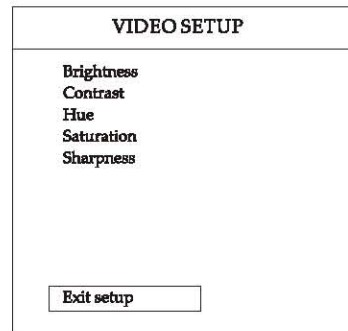 VIDEO SETUP
Brightness
Contrast
Hue
Saturation
Sharpness
Exit setup